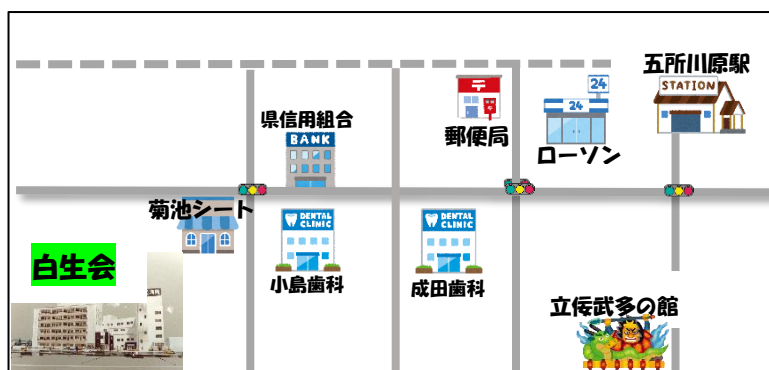 五所川原駅
STATION
24
24
〒
郵便局
ローソン
県信用組合
BANK
菊池シート
DENTAL
CLINIC
小島歯科
DENTAL
CLINIC
成田歯科
白生会
立佞武多の館